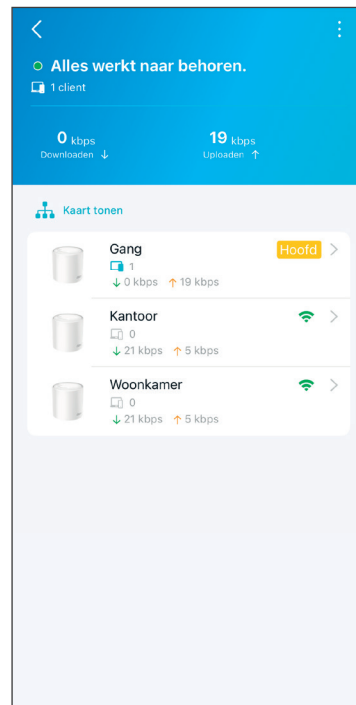 Alles werkt naar behoren.
1 client
0 kbps
19 kbps
Downloaden ↓
Uploaden ↑
Kaart tonen
Gang
Hoofd
1
↓ 0 kbps ↑ 19 kbps
Kantoor
0
↓ 21 kbps ↑ 5 kbps
Woonkamer
0
↓ 21 kbps ↑ 5 kbps